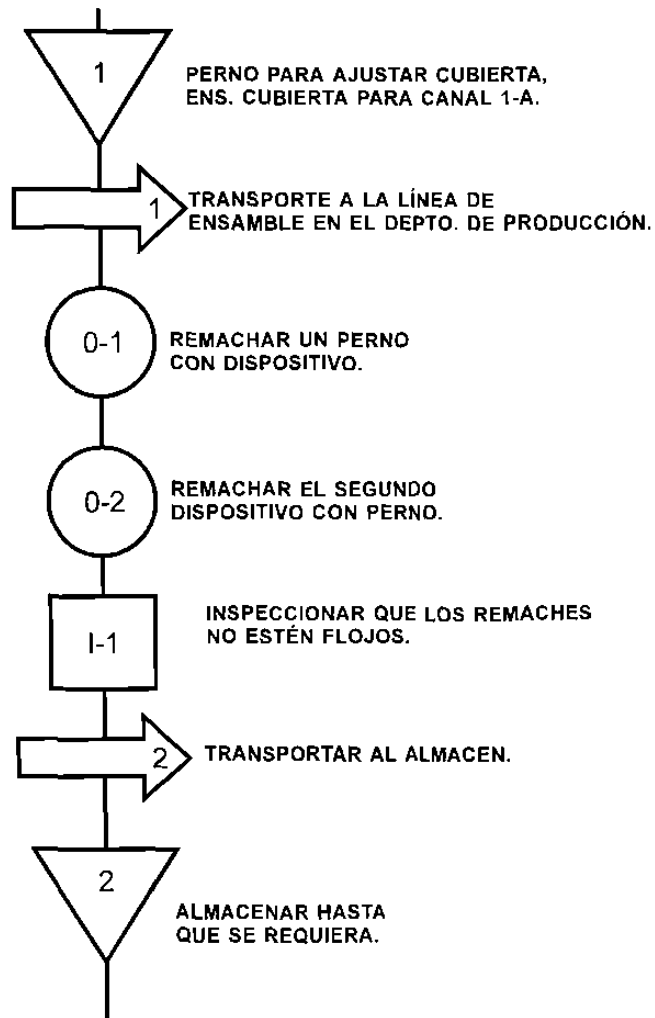 1
PERNO PARA AJUSTAR CUBIERTA,
ENS. CUBIERTA PARA CANAL 1-A.
1
TRANSPORTE A LA LÍNEA DE
ENSAMBLE EN EL DEPTO. DE PRODUCCIÓN.
0-1
REMACHAR UN PERNO
CON DISPOSITIVO.
0-2
REMACHAR EL SEGUNDO
DISPOSITIVO CON PERNO.
I-1
INSPECCIONAR QUE LOS REMACHES
NO ESTÉN FLOJOS.
2
TRANSPORTAR AL ALMACEN.
2
ALMACENAR HASTA
QUE SE REQUIERA.